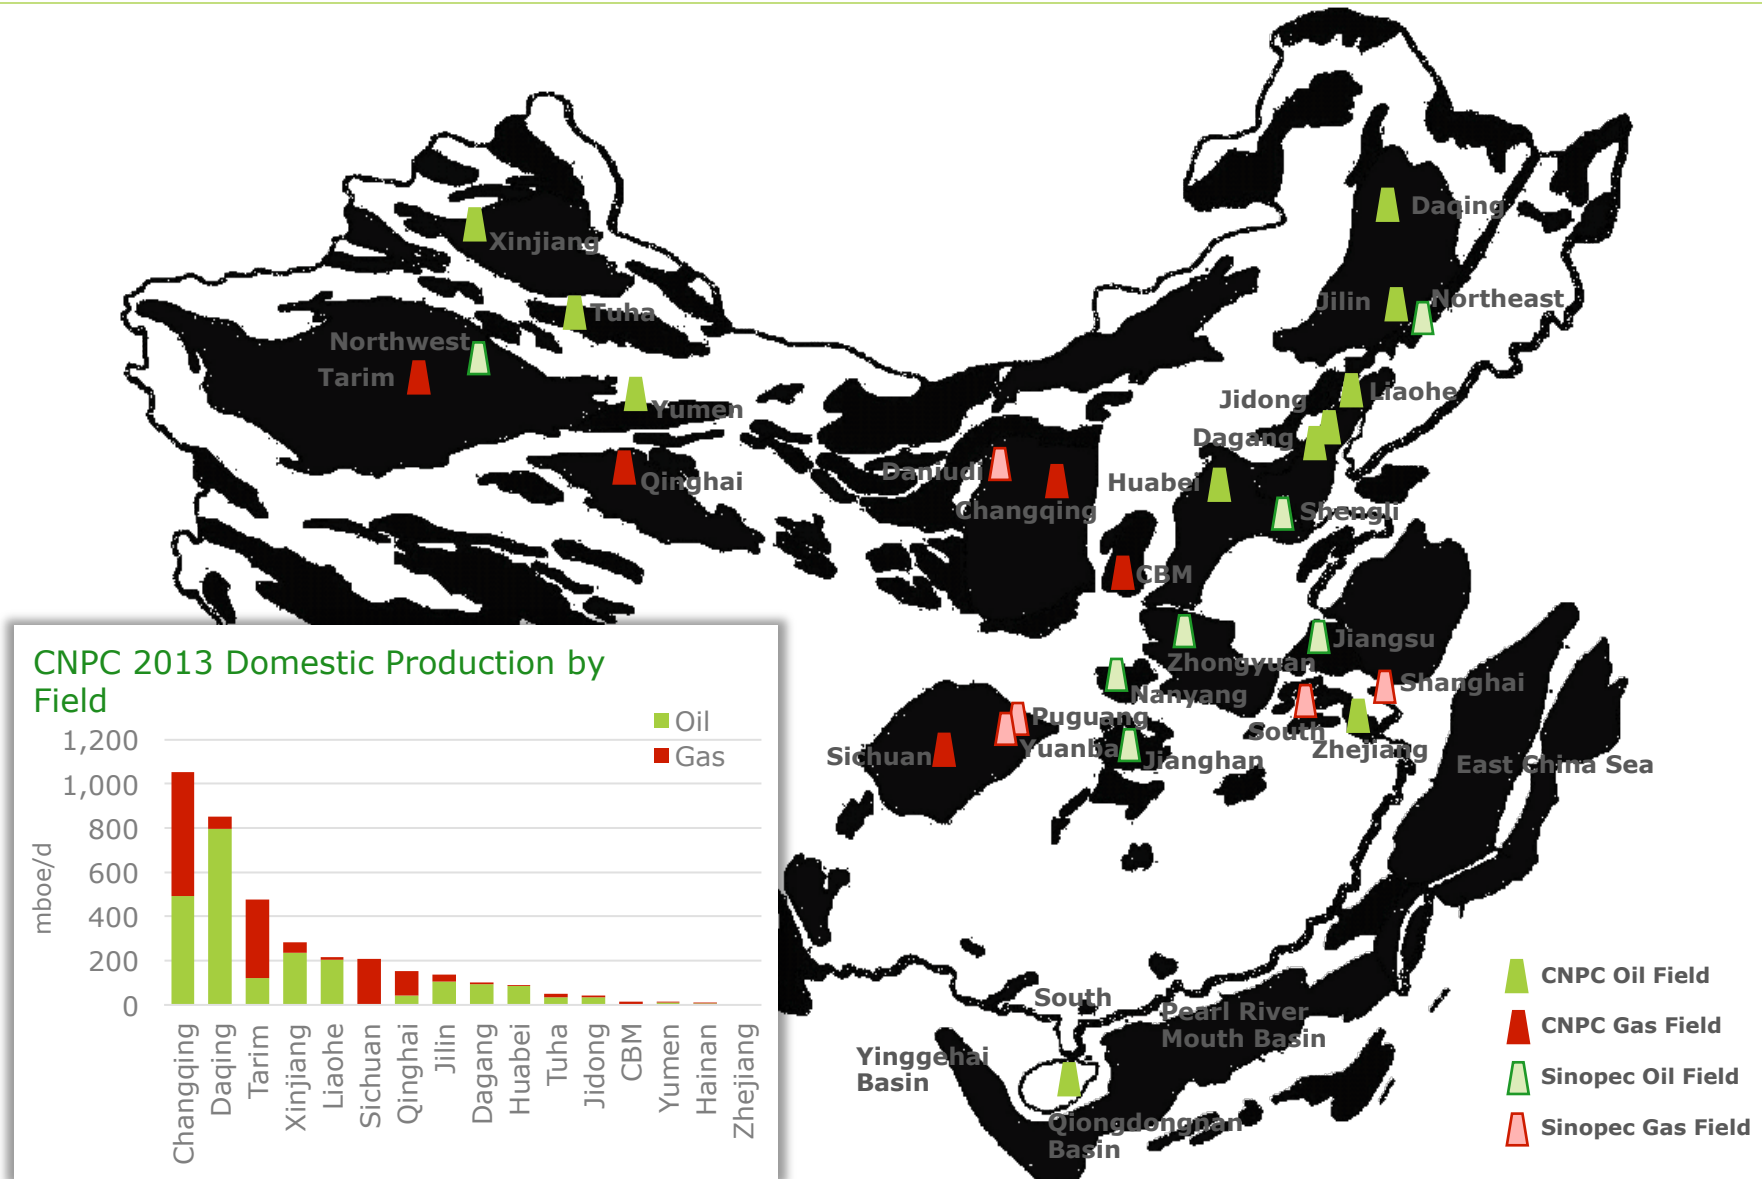 Daqing
Xinjiang
Northeast
Jilin
Tuha
Northwest
Tarim
Liaohe
Jidong
Yumen
Dagang
Daniudi
Qinghai
Huabei
Changqing
Shengli
CBM
Jiangsu
Zhongyuan
Shanghai
Nanyang
Puguang
South
Yuanba
Zhejiang
Sichuan
Jianghan
East China Sea
South
Pearl River
Mouth Basin
Yinggehai
Basin
Qiongdongnan
Basin
CNPC Oil Field
CNPC Gas Field
Sinopec Oil Field
Sinopec Gas Field
CNPC 2013 Domestic Production by
Field
Oil
Gas
mboe/d
1,200
1,000
800
600
400
200
0
Changqing
Daqing
Tarim
Xinjiang
Liaohe
Sichuan
Qinghai
Jilin
Dagang
Huabei
Tuha
Jidong
CBM
Yumen
Hainan
Zhejiang